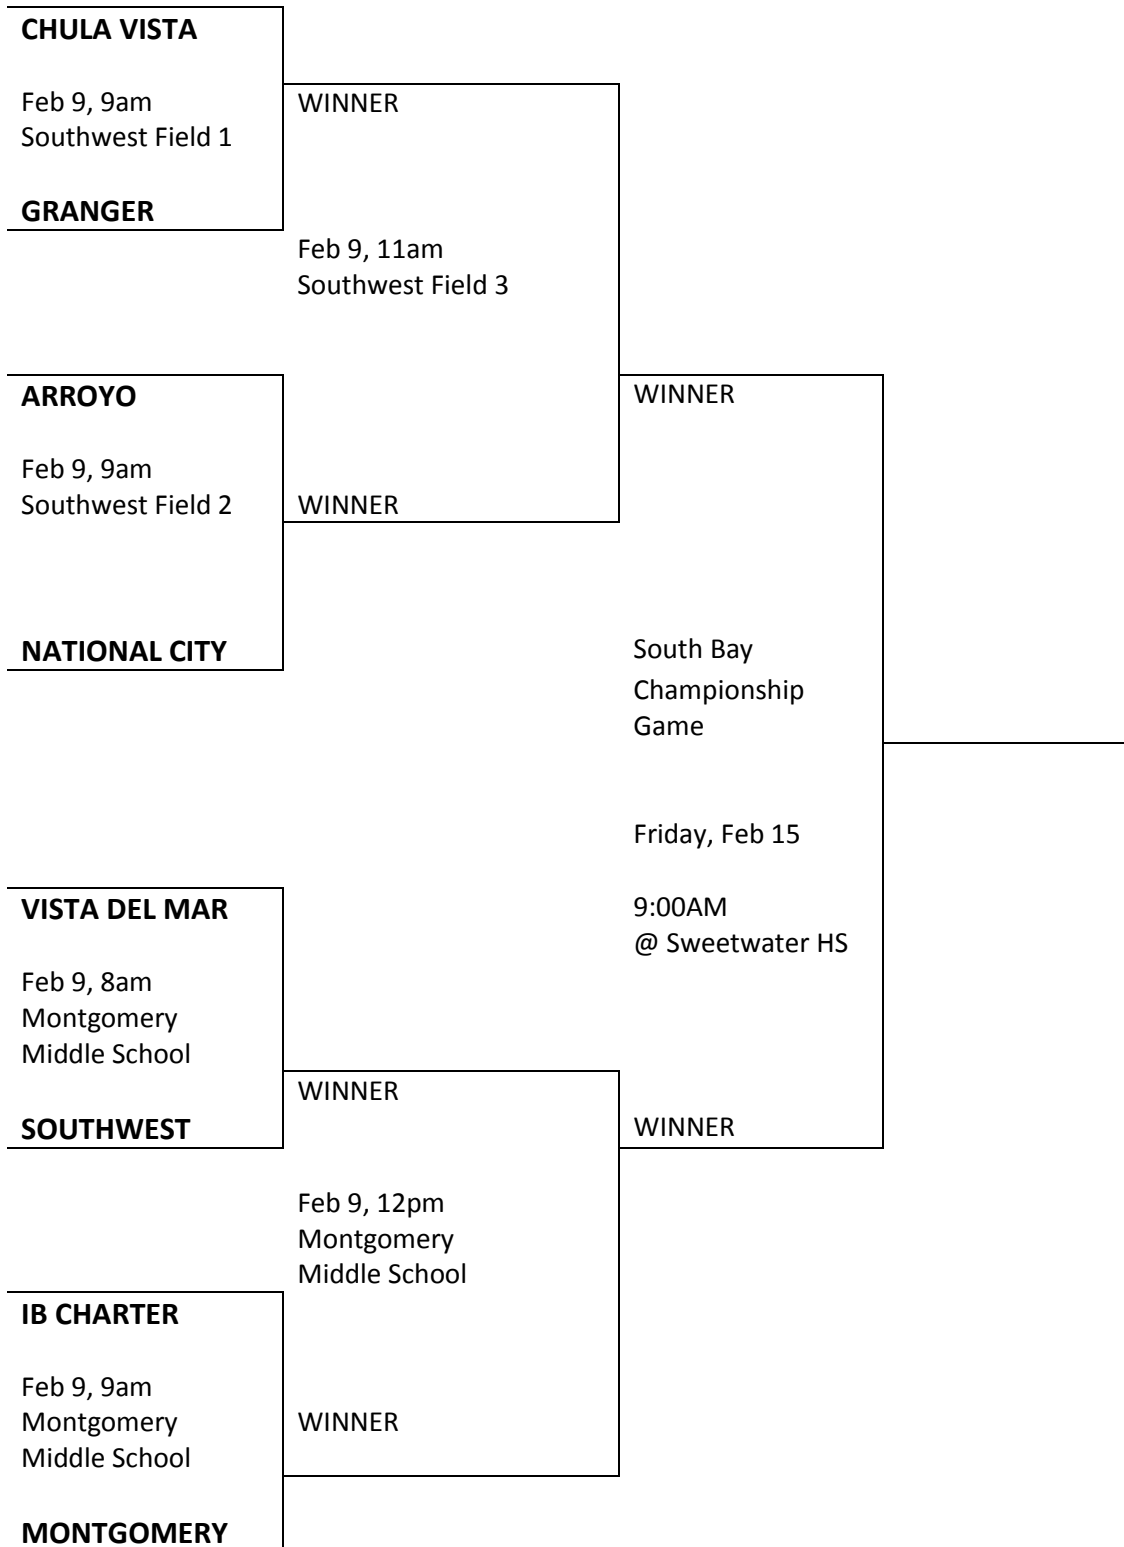 CHULA VISTA
Feb 9, 9am
Southwest Field 1
GRANGER
WINNER
Feb 9, 11am
Southwest Field 3
ARROYO
Feb 9, 9am
Southwest Field 2
NATIONAL CITY
WINNER
WINNER
South Bay
Championship
Game
Friday, Feb 15
9:00AM
@ Sweetwater HS
VISTA DEL MAR
Feb 9, 8am
Montgomery
Middle School
SOUTHWEST
WINNER
WINNER
Feb 9, 12pm
Montgomery
Middle School
IB CHARTER
Feb 9, 9am
Montgomery
Middle School
MONTGOMERY
WINNER